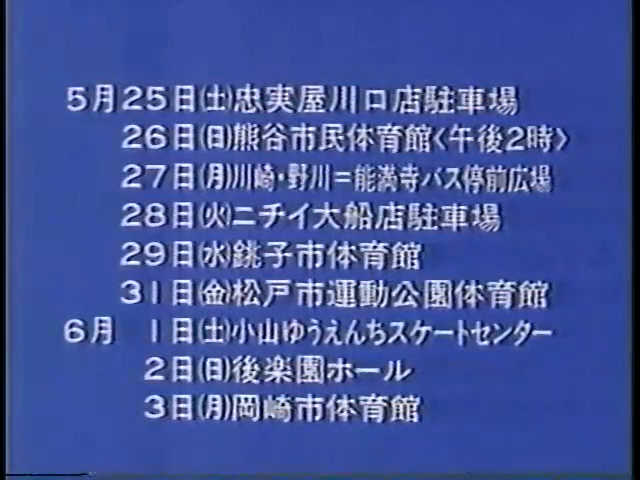 5月25日(土)忠実屋川口店駐車場
26日(日)熊谷市民体育館〈午後2時〉
27日(月)川崎・野川=能満寺バス停前広場
28日(火)ニチイ大船店駐車場
29日(水)銚子市体育館
31日(金)松戸市運動公園体育館
6月 1日(土)小山ゆうえんちスケートセンター
2日(日)後楽園ホール
3日(月)岡崎市体育館